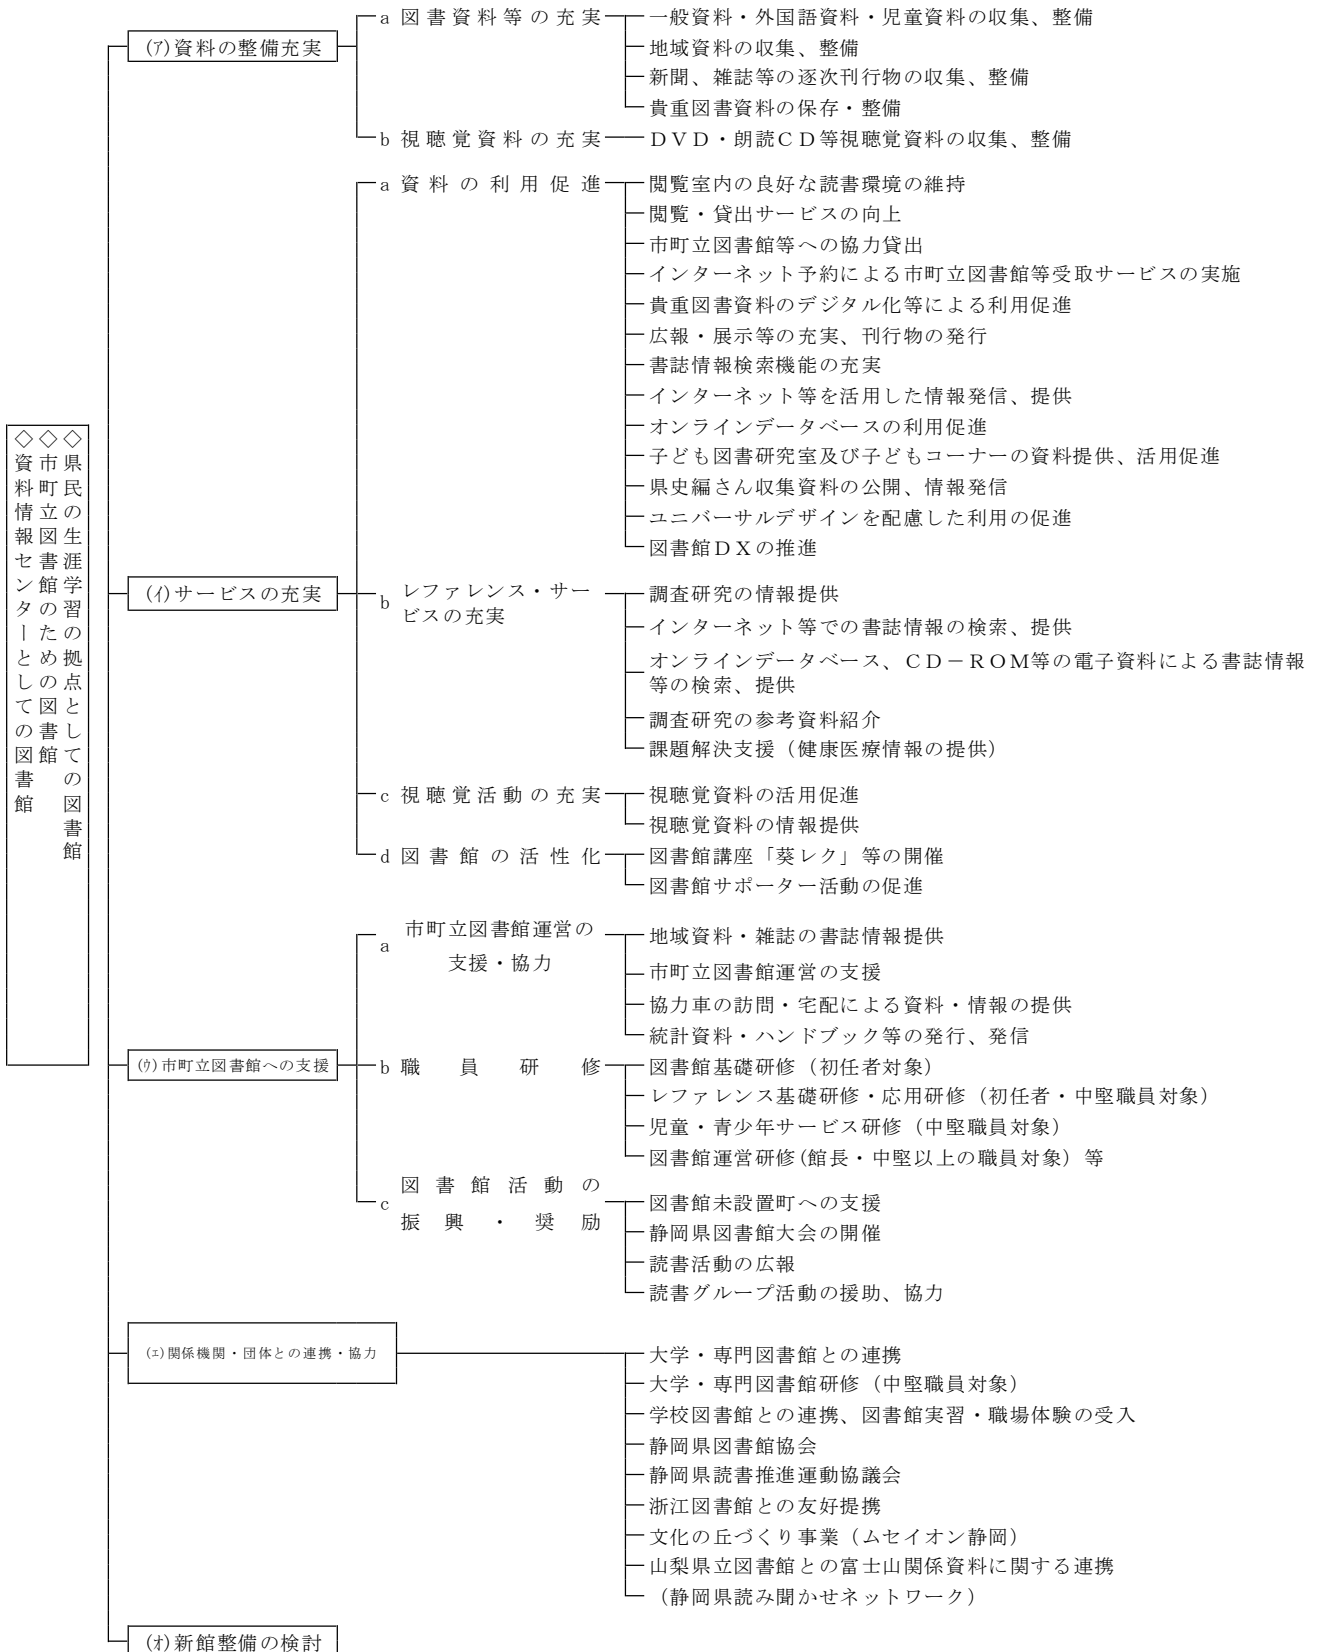 ◇県民の生涯学習の拠点としての図書館
◇市町立図書館のための図書館
◇資料情報センターとしての図書館
(ｱ)資料の整備充実
a 図書資料等の充実
一般資料・外国語資料・児童資料の収集、整備
地域資料の収集、整備
新聞、雑誌等の逐次刊行物の収集、整備
貴重図書資料の保存・整備
b 視聴覚資料の充実
ＤＶＤ・朗読ＣＤ等視聴覚資料の収集、整備
(ｲ)サービスの充実
a 資料の利用促進
閲覧室内の良好な読書環境の維持
閲覧・貸出サービスの向上
市町立図書館等への協力貸出
インターネット予約による市町立図書館等受取サービスの実施
貴重図書資料のデジタル化等による利用促進
広報・展示等の充実、刊行物の発行
書誌情報検索機能の充実
インターネット等を活用した情報発信、提供
オンラインデータベースの利用促進
子ども図書研究室及び子どもコーナーの資料提供、活用促進
県史編さん収集資料の公開、情報発信
ユニバーサルデザインを配慮した利用の促進
図書館ＤＸの推進
b レファレンス・サー
ビスの充実
調査研究の情報提供
インターネット等での書誌情報の検索、提供
オンラインデータベース、ＣＤ－ＲＯＭ等の電子資料による書誌情報
等の検索、提供
調査研究の参考資料紹介
課題解決支援（健康医療情報の提供）
c 視聴覚活動の充実
視聴覚資料の活用促進
視聴覚資料の情報提供
d 図書館の活性化
図書館講座「葵レク」等の開催
図書館サポーター活動の促進
(ｳ)市町立図書館への支援
a 市町立図書館運営の
支援・協力
地域資料・雑誌の書誌情報提供
市町立図書館運営の支援
協力車の訪問・宅配による資料・情報の提供
統計資料・ハンドブック等の発行、発信
b 職員研修
図書館基礎研修（初任者対象）
レファレンス基礎研修・応用研修（初任者・中堅職員対象）
児童・青少年サービス研修（中堅職員対象）
図書館運営研修(館長・中堅以上の職員対象）等
c 図書館活動の
振興・奨励
図書館未設置町への支援
静岡県図書館大会の開催
読書活動の広報
読書グループ活動の援助、協力
(ｴ)関係機関・団体との連携・協力
大学・専門図書館との連携
大学・専門図書館研修（中堅職員対象）
学校図書館との連携、図書館実習・職場体験の受入
静岡県図書館協会
静岡県読書推進運動協議会
浙江図書館との友好提携
文化の丘づくり事業（ムセイオン静岡）
山梨県立図書館との富士山関係資料に関する連携
（静岡県読み聞かせネットワーク）
(ｵ)新館整備の検討